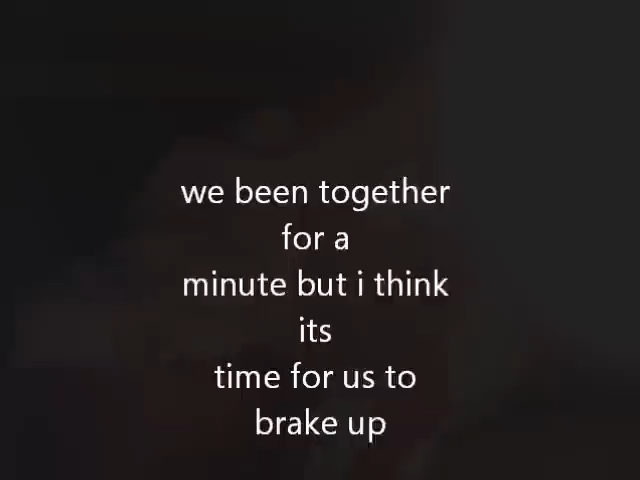 we been together
for a
minute but i think
its
time for us to
brake up